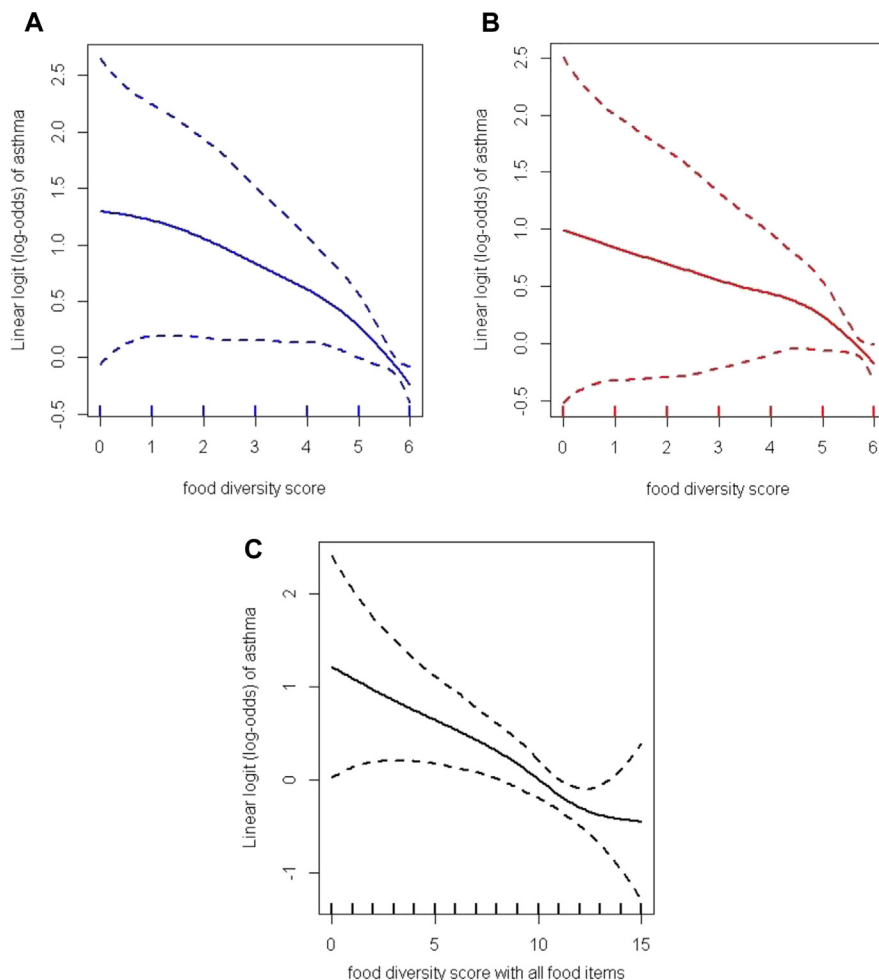 A
Linear logit (log-odds) of asthma
2.5
2.0
1.5
1.0
0.5
0.0
-0.5
0 1 2 3 4 5 6
food diversity score
B
Linear logit (log-odds) of asthma
2.5
2.0
1.5
1.0
0.5
0.0
-0.5
0 1 2 3 4 5 6
food diversity score
C
Linear logit (log-odds) of asthma
2
1
0
-1
0 5 10 15
food diversity score with all food items